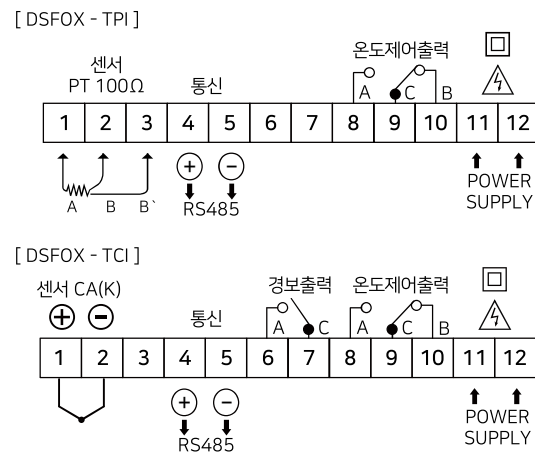 [ DSFOX - TPI ]
센서
PT 100Ω
통신
온도제어출력
A C B
1 2 3 4 5 6 7 8 9 10 11 12
+ −
A B B`
RS485
POWER
SUPPLY
[ DSFOX - TCI ]
센서 CA(K)
+ −
통신
경보출력
온도제어출력
A C A C B
1 2 3 4 5 6 7 8 9 10 11 12
+ −
RS485
POWER
SUPPLY